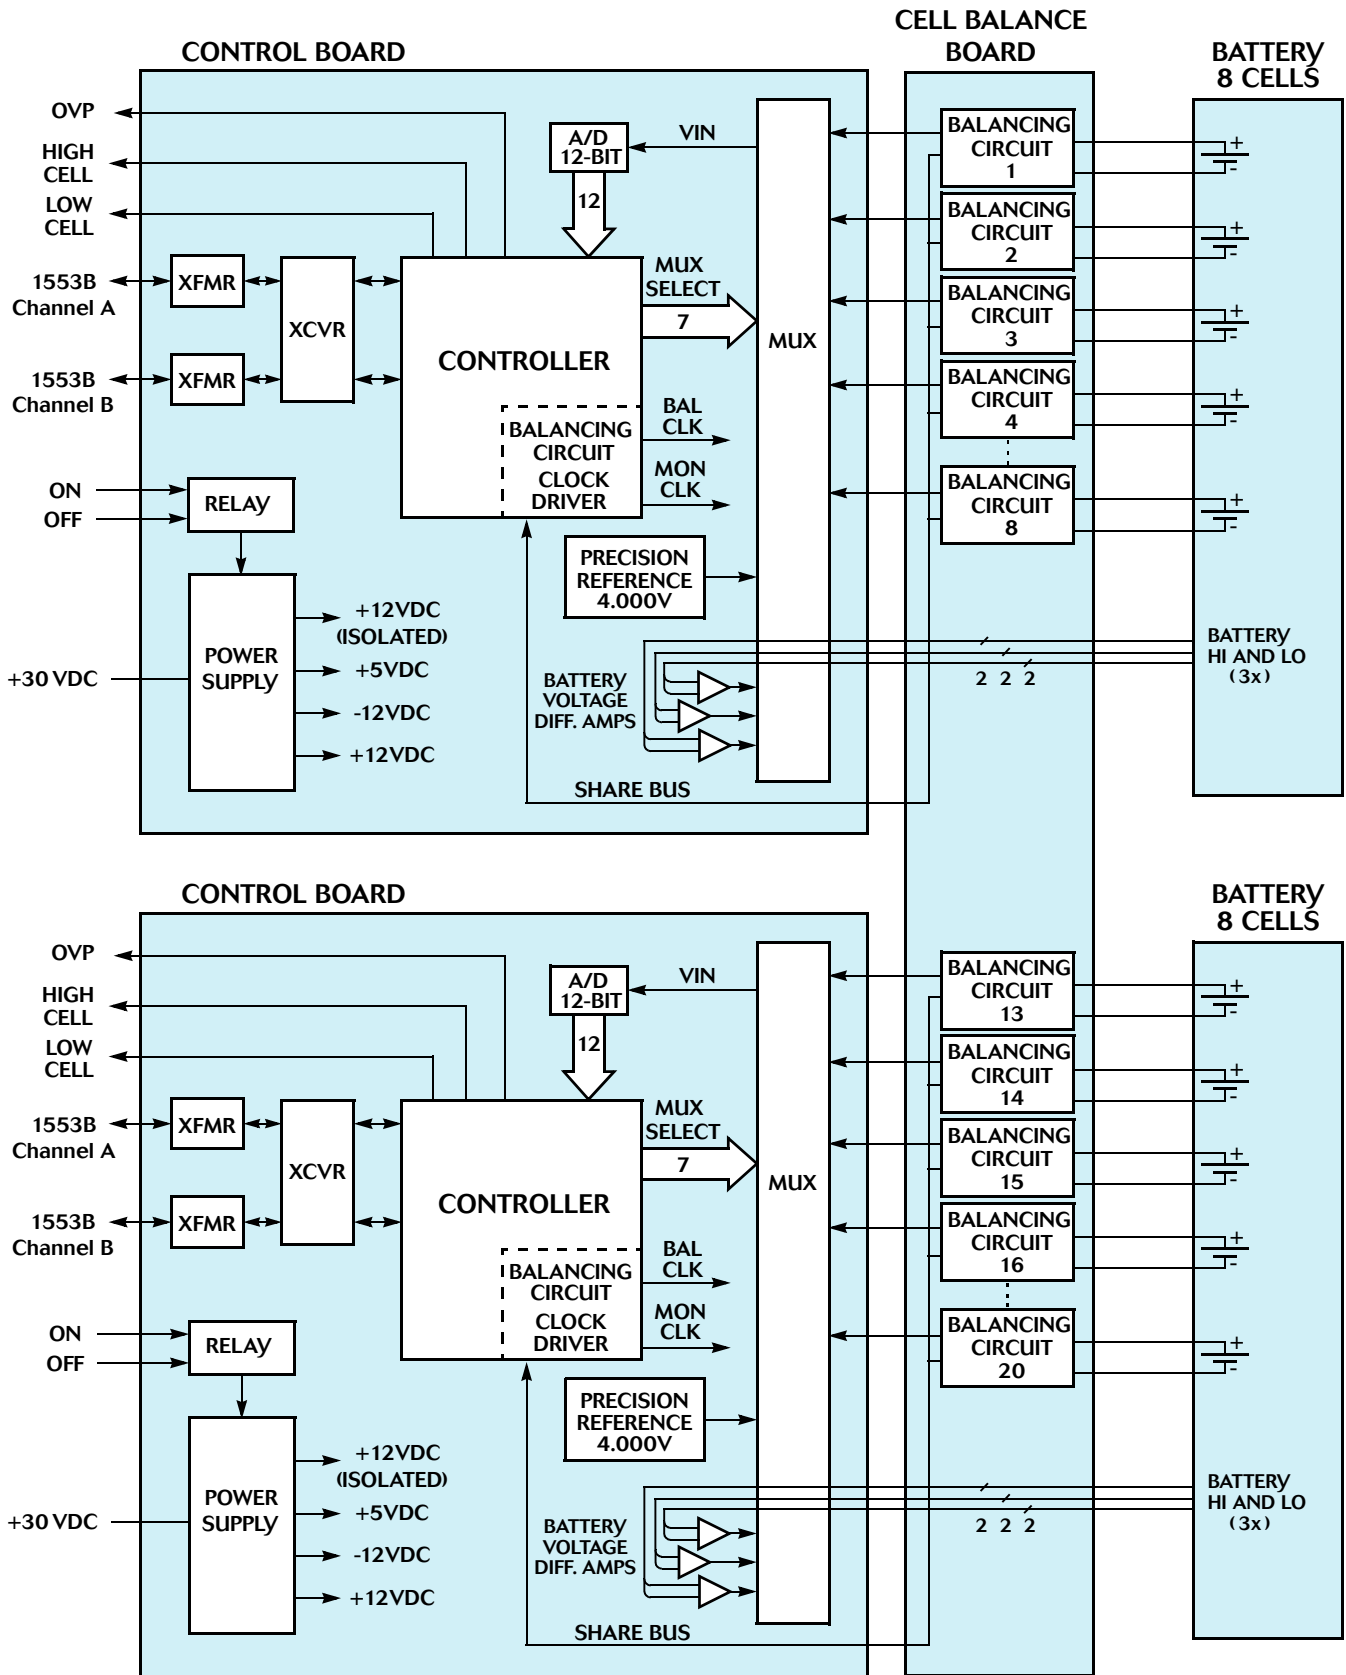 CELL BALANCE
BOARD
CONTROL BOARD
BATTERY
8 CELLS
OVP
HIGH
CELL
LOW
CELL
1553B
Channel A
1553B
Channel B
XFMR
XFMR
XCVR
A/D
12-BIT
VIN
12
MUX
SELECT
7
CONTROLLER
MUX
BALANCING
CIRCUIT
CLOCK
DRIVER
BAL
CLK
MON
CLK
ON
OFF
RELAY
PRECISION
REFERENCE
4.000V
+30 VDC
POWER
SUPPLY
+12VDC
(ISOLATED)
+5VDC
-12VDC
+12VDC
BATTERY
VOLTAGE
DIFF. AMPS
SHARE BUS
BALANCING
CIRCUIT
1
BALANCING
CIRCUIT
2
BALANCING
CIRCUIT
3
BALANCING
CIRCUIT
4
BALANCING
CIRCUIT
8
+
-
+
-
+
-
+
-
+
-
2 2 2
BATTERY
HI AND LO
(3x)
CONTROL BOARD
BATTERY
8 CELLS
OVP
HIGH
CELL
LOW
CELL
1553B
Channel A
1553B
Channel B
XFMR
XFMR
XCVR
A/D
12-BIT
VIN
12
MUX
SELECT
7
CONTROLLER
MUX
BALANCING
CIRCUIT
CLOCK
DRIVER
BAL
CLK
MON
CLK
ON
OFF
RELAY
PRECISION
REFERENCE
4.000V
+30 VDC
POWER
SUPPLY
+12VDC
(ISOLATED)
+5VDC
-12VDC
+12VDC
BATTERY
VOLTAGE
DIFF. AMPS
SHARE BUS
BALANCING
CIRCUIT
13
BALANCING
CIRCUIT
14
BALANCING
CIRCUIT
15
BALANCING
CIRCUIT
16
BALANCING
CIRCUIT
20
+
-
+
-
+
-
+
-
+
-
2 2 2
BATTERY
HI AND LO
(3x)